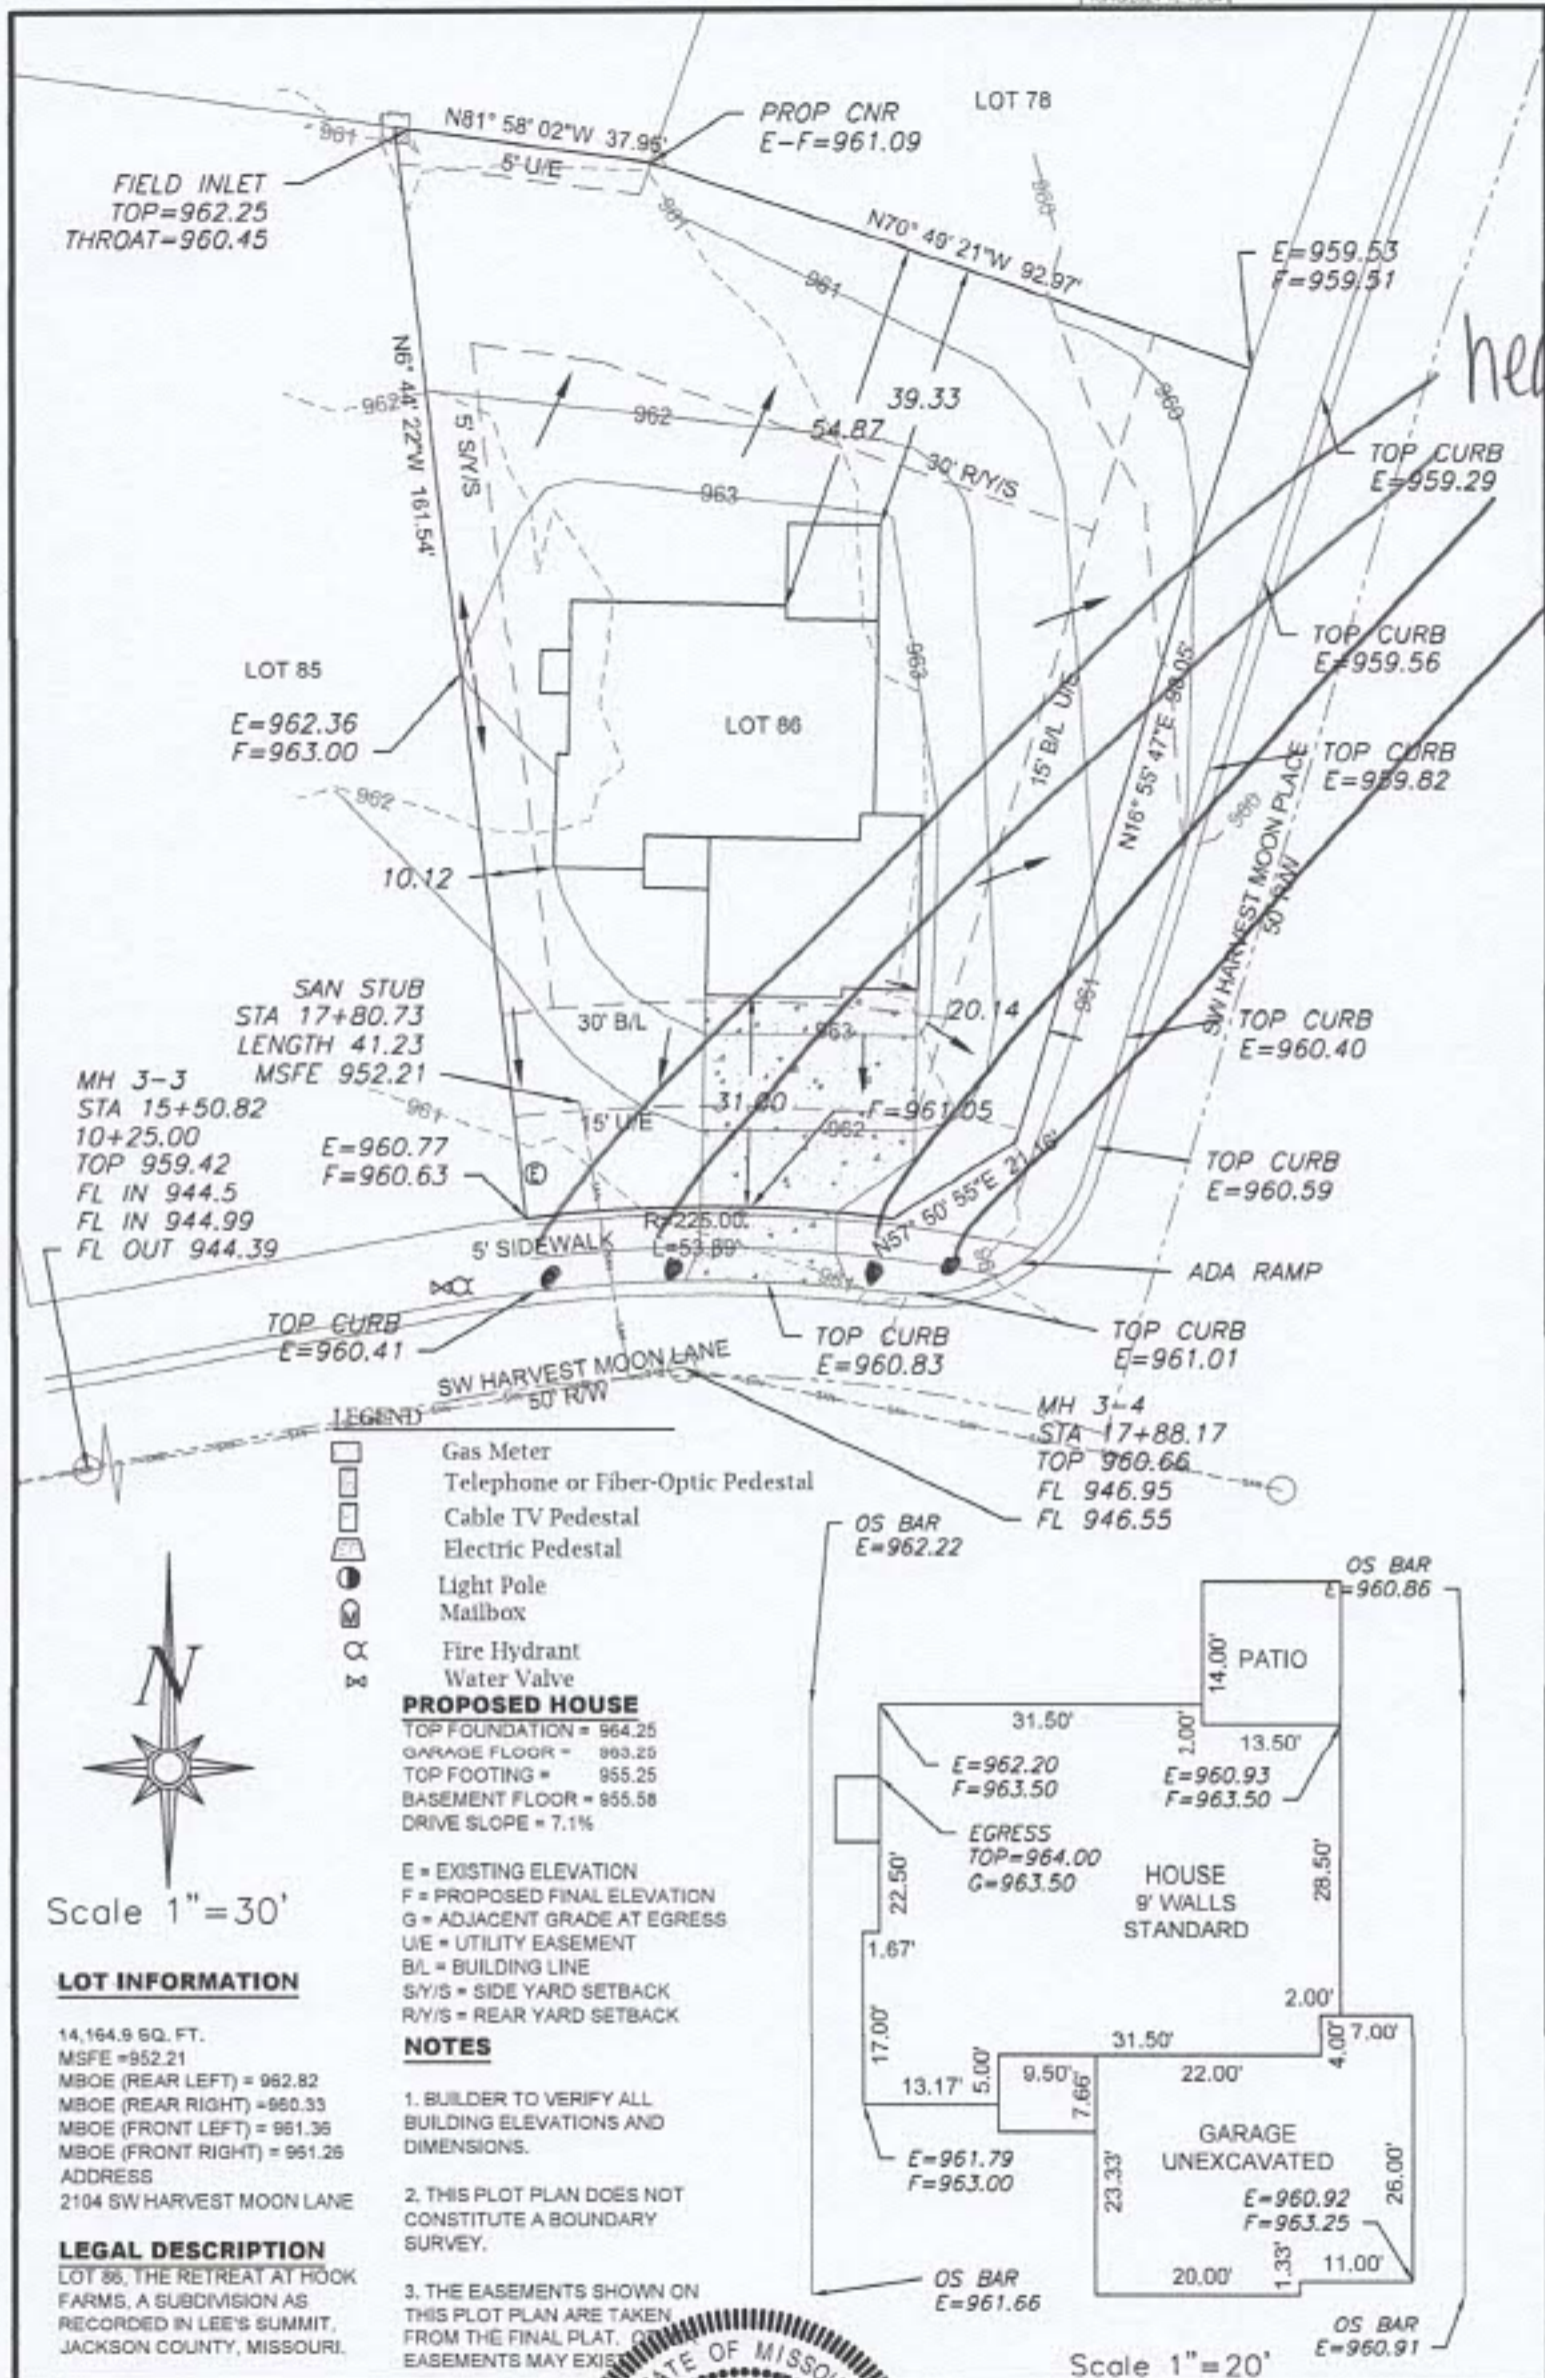 LOT 78
N81° 58' 02"W 37.95'
PROP CNR
E-F=961.09
5' U/E
961
FIELD INLET
TOP=962.25
THROAT=960.45
961
960
N70° 49' 21"W 92.97'
E=959.53
F=959.51
961
N6° 44' 22"W 161.54'
5' S/Y/S
39.33
54.87
960
962
962
30' R/Y/S
963
TOP CURB
E=959.29
TOP CURB
E=959.56
LOT 85
E=962.36
F=963.00
LOT 86
963
15' B/L U/E
TOP CURB
E=959.82
962
960
SW HARVEST MOON PLACE
50' R/W
10.12
SAN STUB
STA 17+80.73
LENGTH 41.23
MSFE 952.21
30' B/L
963
20.14
961
TOP CURB
E=960.40
MH 3-3
STA 15+50.82
10+25.00
TOP 959.42
FL IN 944.5
FL IN 944.99
FL OUT 944.39
961
15' U/E
31.00
F=961.05
962
E=960.77
F=960.63
E
TOP CURB
E=960.59
N57° 50' 55"E 21.16'
R=225.00'
5' SIDEWALK
961
ADA RAMP
TOP CURB
E=960.41
TOP CURB
E=960.83
TOP CURB
E=961.01
SW HARVEST MOON LANE
50' R/W
MH 3-4
STA 17+88.17
TOP 960.66
FL 946.95
FL 946.55
LEGEND
Gas Meter
Telephone or Fiber-Optic Pedestal
Cable TV Pedestal
Electric Pedestal
Light Pole
Mailbox
Fire Hydrant
Water Valve
N
Scale 1"=30'
PROPOSED HOUSE
TOP FOUNDATION = 964.25
GARAGE FLOOR = 963.25
TOP FOOTING = 955.25
BASEMENT FLOOR = 955.58
DRIVE SLOPE = 7.1%
E = EXISTING ELEVATION
F = PROPOSED FINAL ELEVATION
G = ADJACENT GRADE AT EGRESS
U/E = UTILITY EASEMENT
B/L = BUILDING LINE
S/Y/S = SIDE YARD SETBACK
R/Y/S = REAR YARD SETBACK
LOT INFORMATION
14,164.9 SQ. FT.
MSFE =952.21
MBOE (REAR LEFT) = 962.82
MBOE (REAR RIGHT) =960.33
MBOE (FRONT LEFT) = 961.36
MBOE (FRONT RIGHT) = 961.26
ADDRESS
2104 SW HARVEST MOON LANE
LEGAL DESCRIPTION
LOT 86, THE RETREAT AT HOOK
FARMS, A SUBDIVISION AS
RECORDED IN LEE'S SUMMIT,
JACKSON COUNTY, MISSOURI.
NOTES
1. BUILDER TO VERIFY ALL
BUILDING ELEVATIONS AND
DIMENSIONS.
2. THIS PLOT PLAN DOES NOT
CONSTITUTE A BOUNDARY
SURVEY.
3. THE EASEMENTS SHOWN ON
THIS PLOT PLAN ARE TAKEN
FROM THE FINAL PLAT.
EASEMENTS MAY EXIST
OS BAR
E=962.22
OS BAR
E=960.86
PATIO
14.00'
31.50'
2.00'
13.50'
E=962.20
F=963.50
E=960.93
F=963.50
EGRESS
TOP=964.00
G=963.50
HOUSE
9' WALLS
STANDARD
22.50'
28.50'
1.67'
17.00'
2.00'
7.00'
4.00'
31.50'
9.50'
22.00'
13.17'
5.00'
7.66'
GARAGE
UNEXCAVATED
E=961.79
F=963.00
23.33'
26.00'
E=960.92
F=963.25
20.00'
1.33'
11.00'
OS BAR
E=961.66
OS BAR
E=960.91
Scale 1"=20'